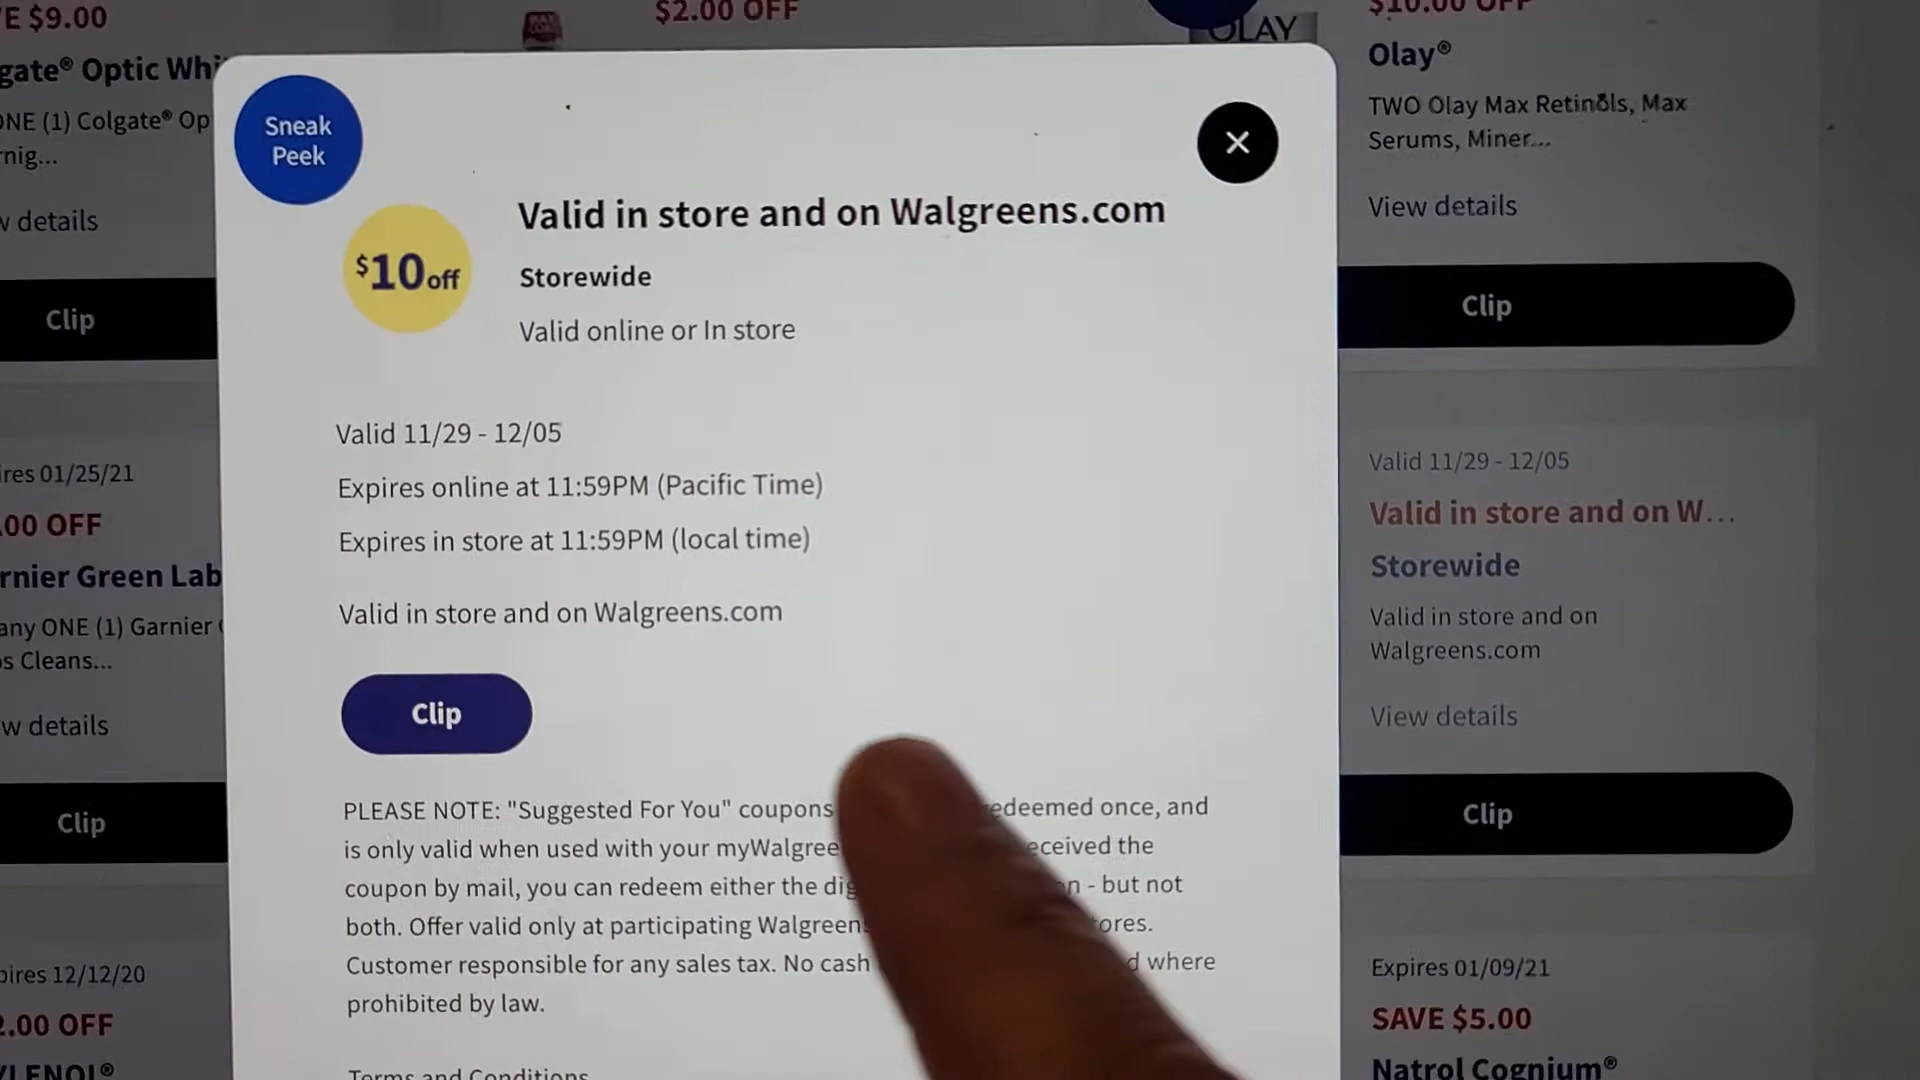 E $9.00
$2.00 OFF
OLAY
$10.00 OFF
gate® Optic Whi
Olay®
ONE (1) Colgate® Op
rnig...
TWO Olay Max Retinols, Max
Serums, Miner...
w details
View details
Clip
Clip
Sneak
Peek
$10 off
Valid in store and on Walgreens.com
Storewide
Valid online or In store
Valid 11/29 - 12/05
Expires online at 11:59PM (Pacific Time)
Expires in store at 11:59PM (local time)
Valid in store and on Walgreens.com
Clip
PLEASE NOTE: "Suggested For You" coupons edeemed once, and
is only valid when used with your myWalgree eceived the
coupon by mail, you can redeem either the dig n - but not
both. Offer valid only at participating Walgreens tores.
Customer responsible for any sales tax. No cash d where
prohibited by law.
Terms and Conditions
ires 01/25/21
.00 OFF
rnier Green Lab
any ONE (1) Garnier
s Cleans...
w details
Clip
pires 12/12/20
2.00 OFF
YLENOL®
Valid 11/29 - 12/05
Valid in store and on W...
Storewide
Valid in store and on
Walgreens.com
View details
Clip
Expires 01/09/21
SAVE $5.00
Natrol Cognium®